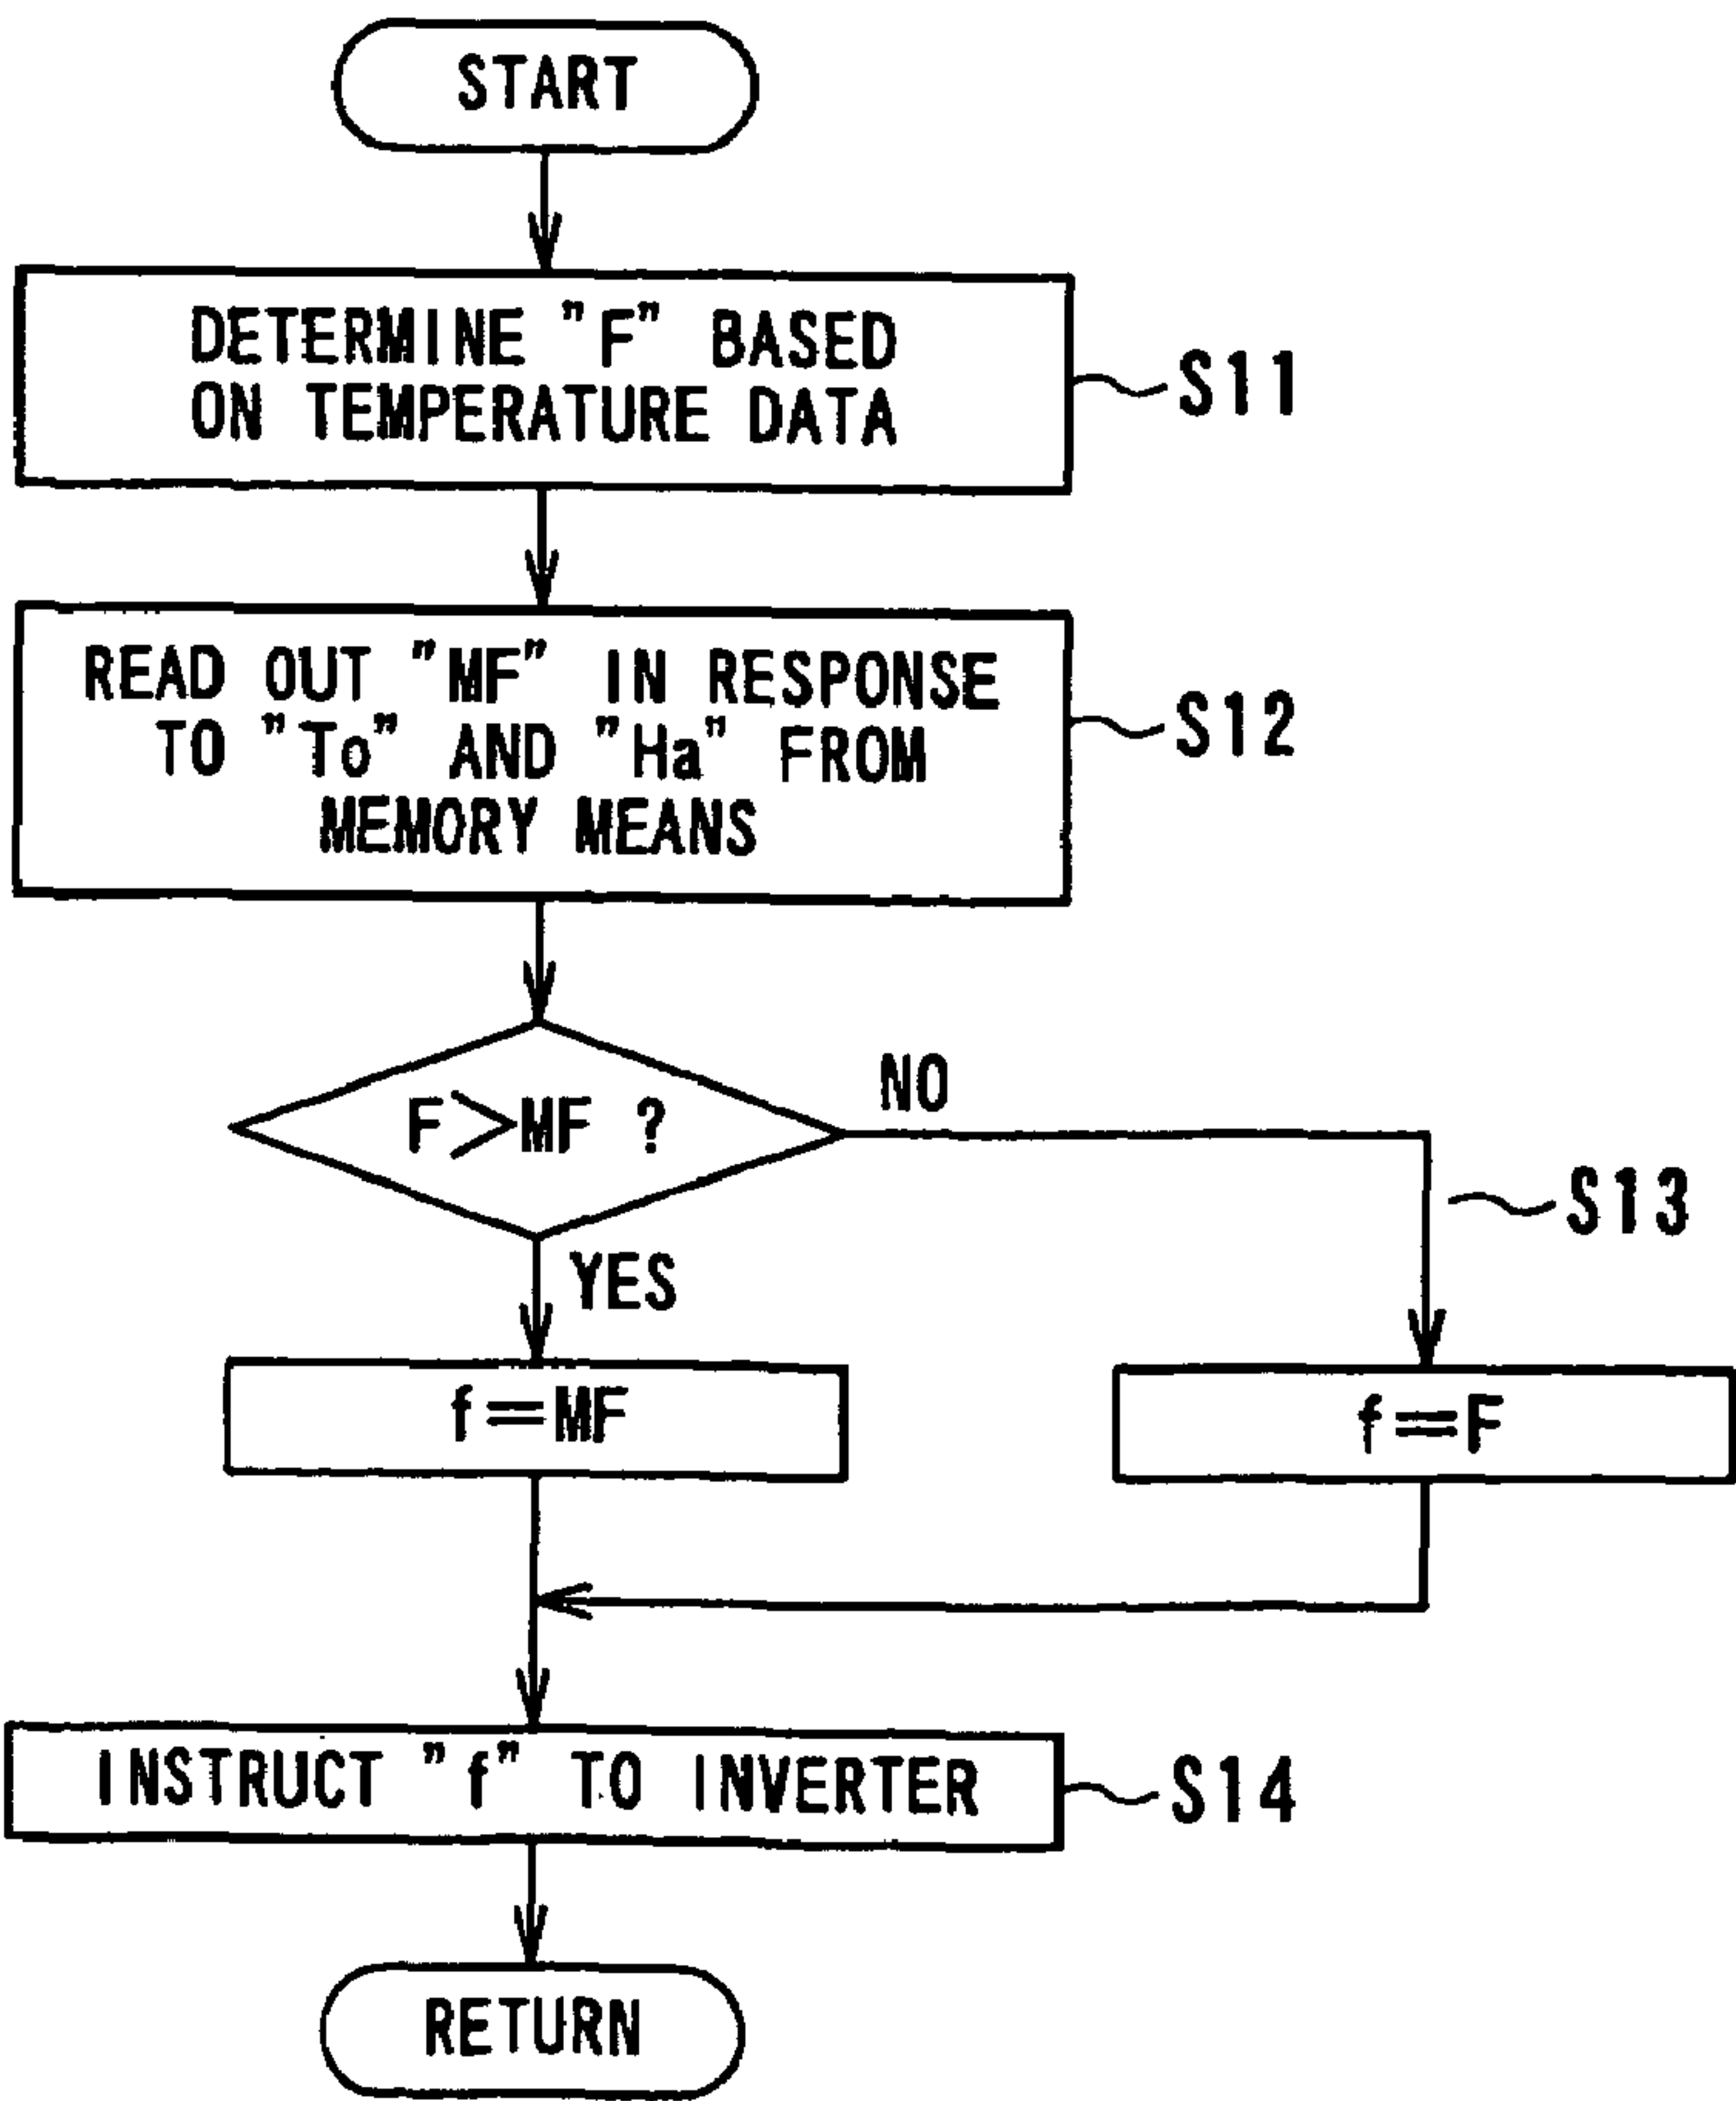 START
DETERMINE "F" BASED
ON TEMPERATURE DATA
S11
READ OUT "MF" IN RESPONSE
TO "To" AND "Ha" FROM
MEMORY MEANS
S12
F>MF ?
NO
S13
YES
f=MF
f=F
INSTRUCT "f" TO INVERTER
S14
RETURN